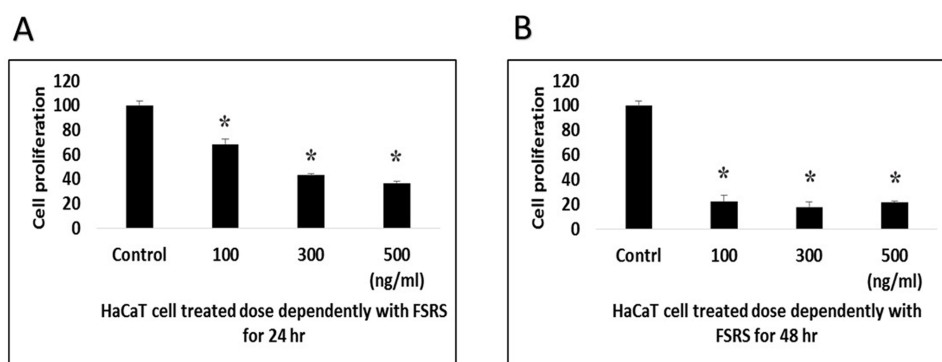 A
120
100
80
60
40
20
0
Cell proliferation
*
*
*
Control 100 300 500
(ng/ml)
HaCaT cell treated dose dependently with FSRS
for 24 hr
B
120
100
80
60
40
20
0
Cell proliferation
*
*
*
Contrl 100 300 500
(ng/ml)
HaCaT cell treated dose dependently with
FSRS for 48 hr